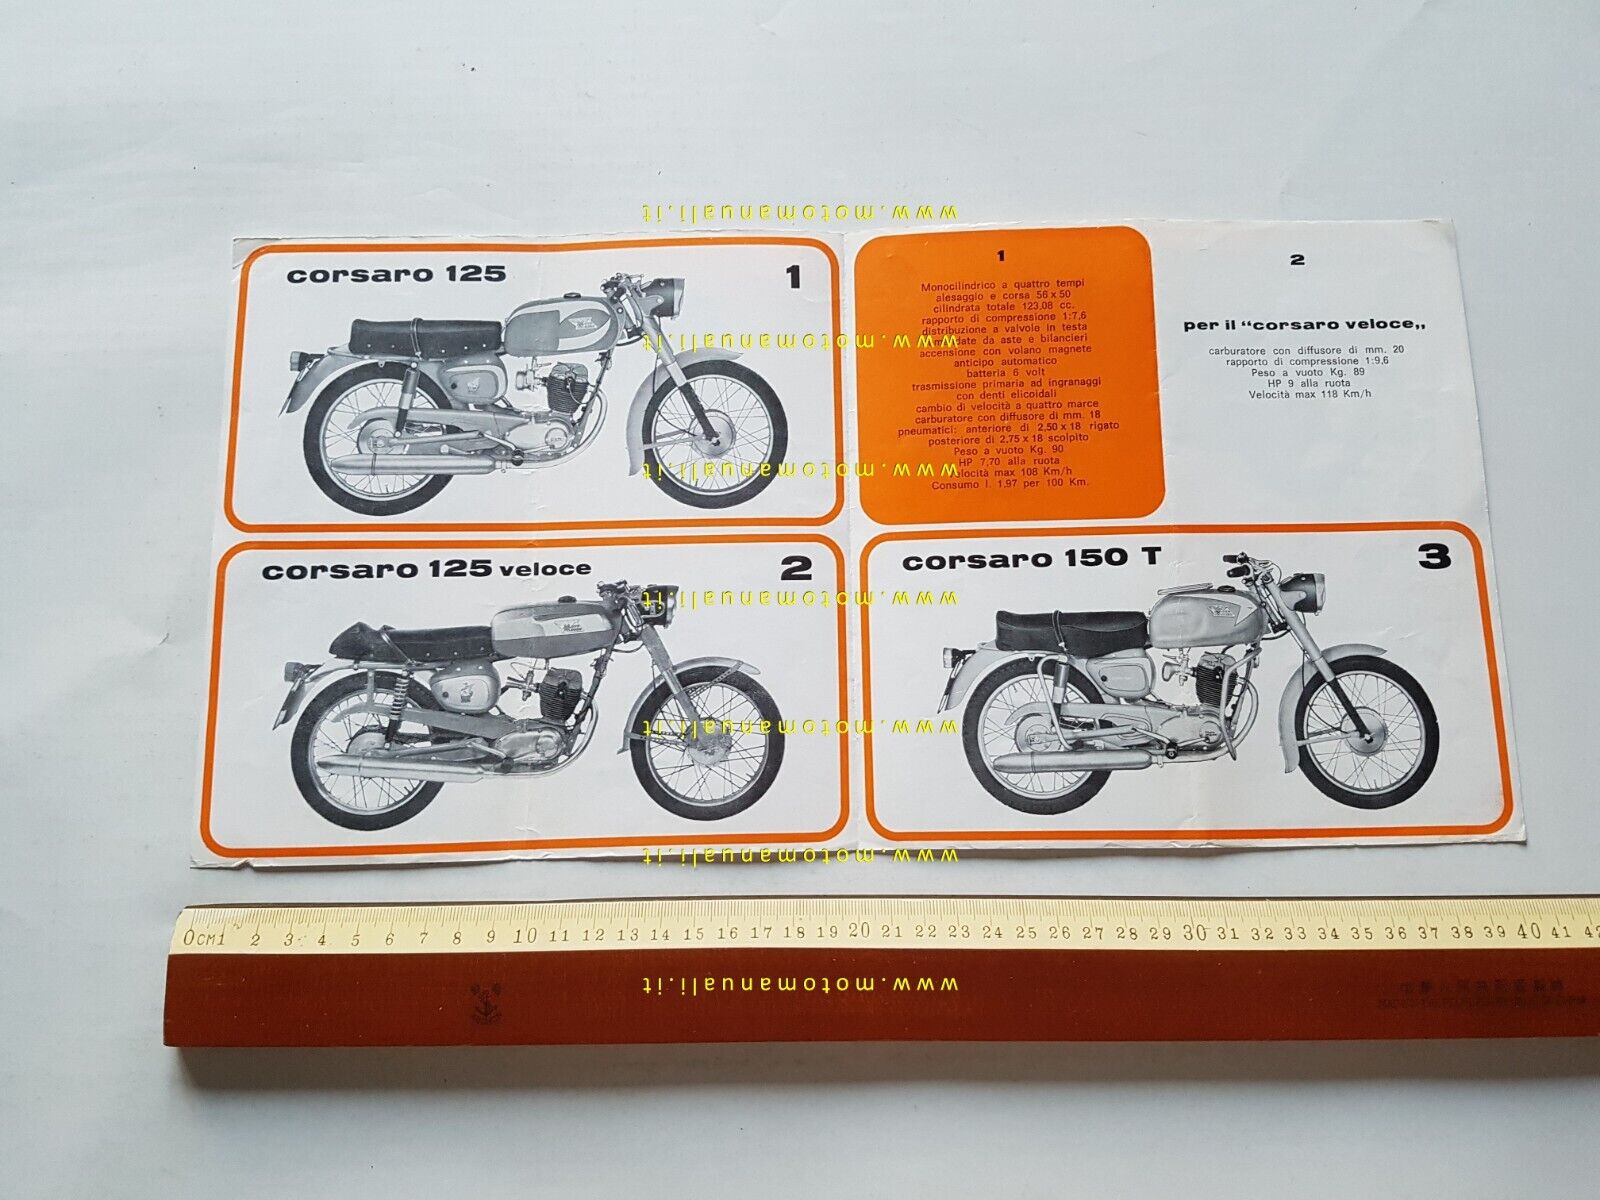 www.motomanuali.it
corsaro 125
1
1
Monocilindrico a quattro tempi
alesaggio e corsa 56 x 50
cilindrata totale 123,08 cc.
rapporto di compressione 1:7,6
distribuzione a valvole in testa
da aste e bilancieri
accensione con volano magnete
anticipo automatico
batteria 6 volt
trasmissione primaria ad ingranaggi
con denti elicoidali
cambio di velocità a quattro marce
carburatore con diffusore di mm. 18
pneumatici: anteriore di 2,50 x 18 rigato
posteriore di 2,75 x 18 scolpito
Peso a vuoto Kg. 90
HP 7,70 alla ruota
Velocità max 108 Km/h
Consumo l. 1,97 per 100 Km.
2
per il "corsaro veloce„
carburatore con diffusore di mm. 20
rapporto di compressione 1:9.6
Peso a vuoto Kg. 89
HP 9 alla ruota
Velocità max 118 Km/h
www.motomanuali.it
www.motomanuali.it
corsaro 125 veloce
2
corsaro 150 T
3
www.motomanuali.it
www.motomanuali.it
www.motomanuali.it
0CM1 2 3 4 5 6 7 8 9 10 11 12 13 14 15 16 17 18 19 20 21 22 23 24 25 26 27 28 29 30 31 32 33 34 35 36 37 38 39 40 41 42
www.motomanuali.it